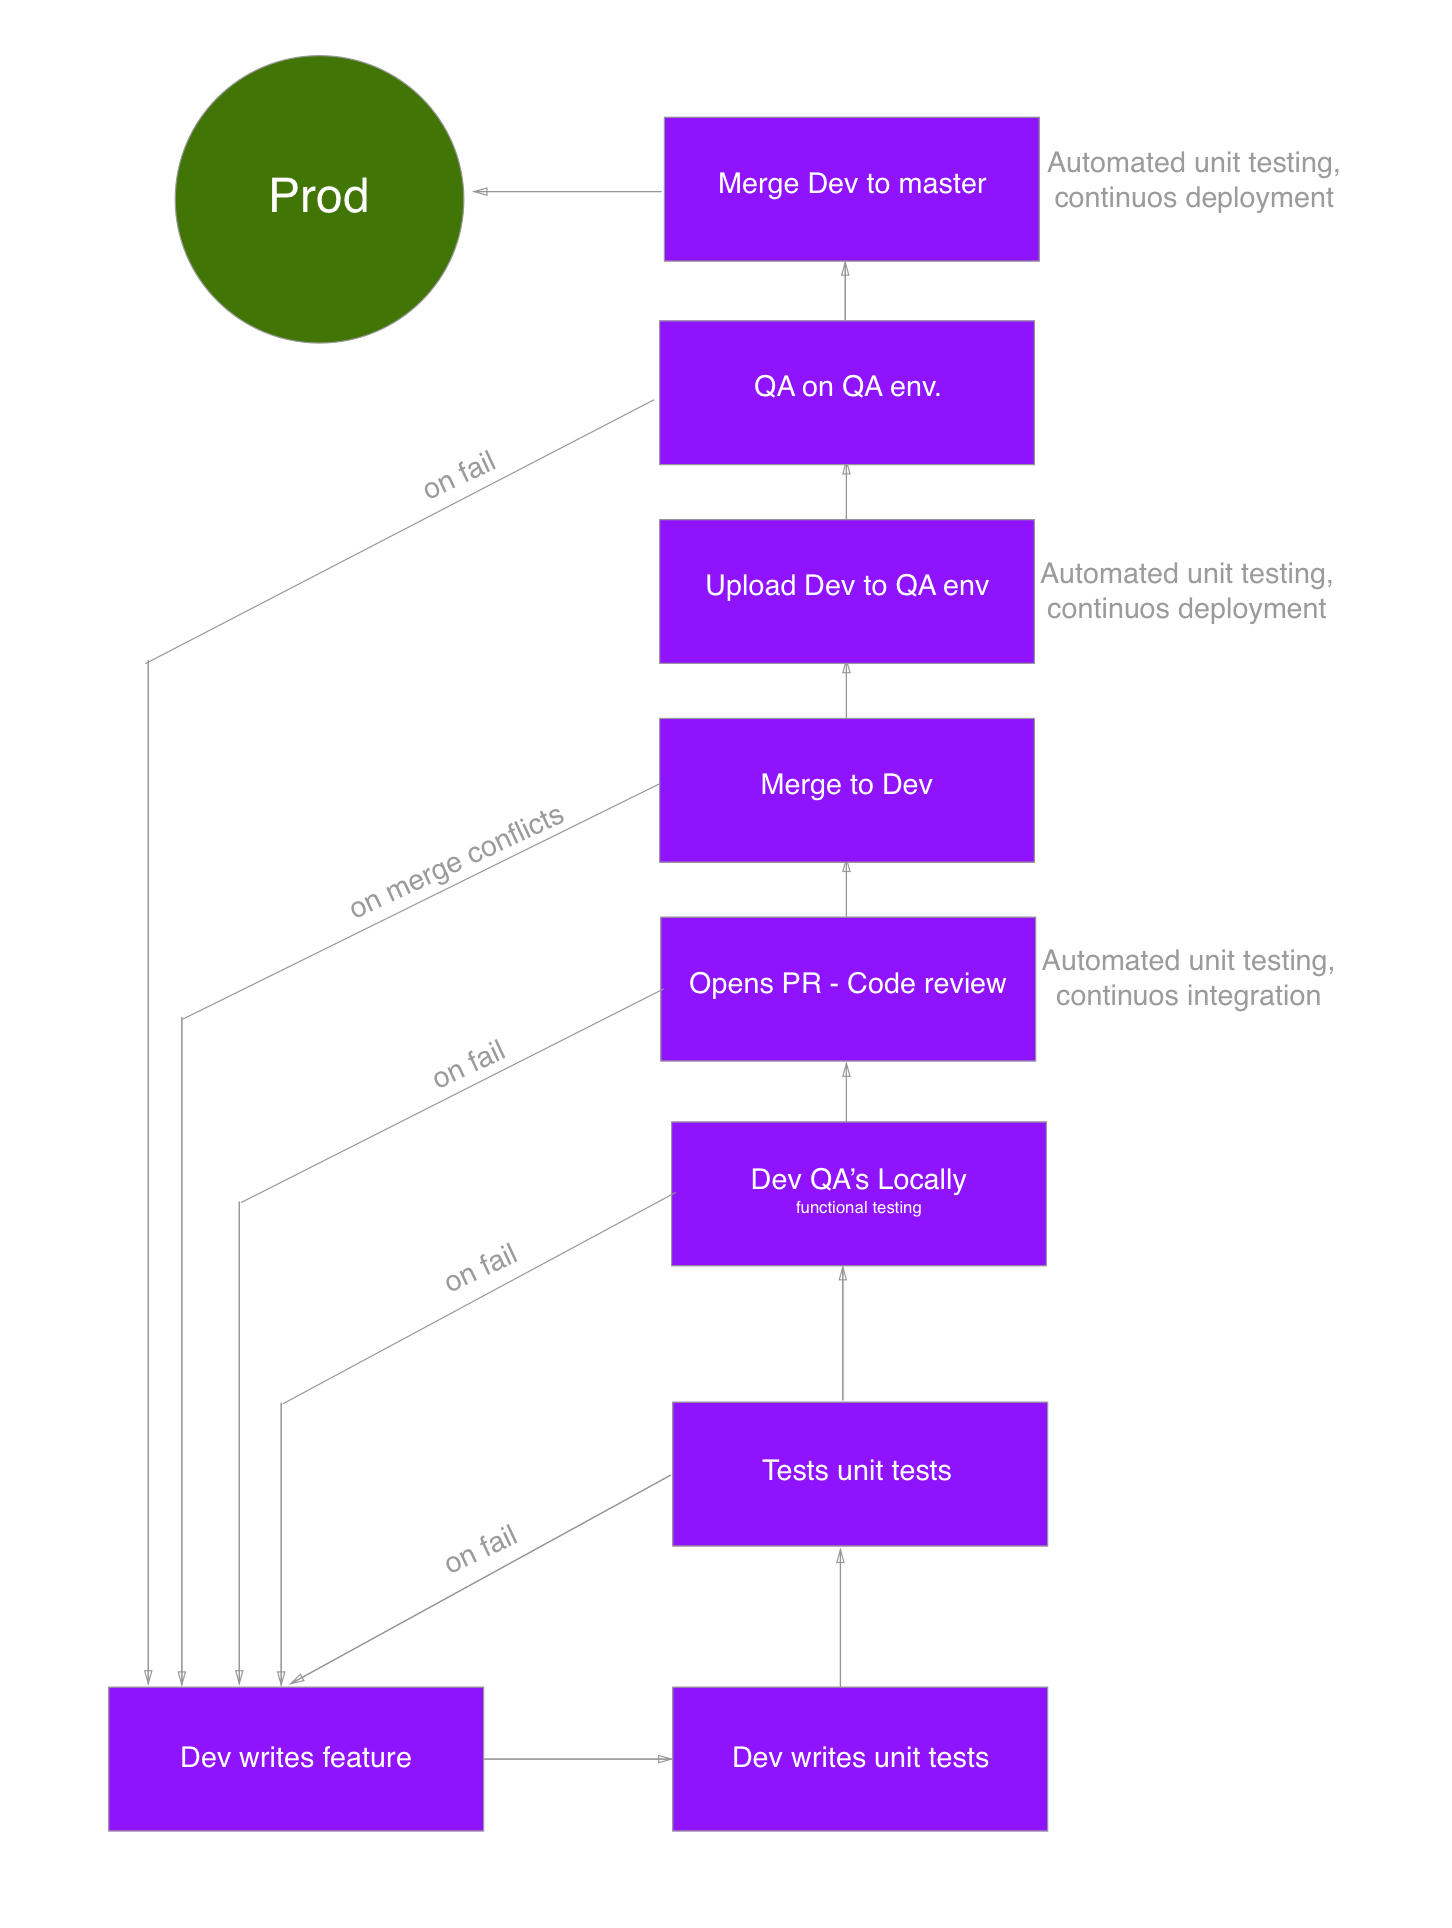 Prod
Merge Dev to master
Automated unit testing,
continuos deployment
QA on QA env.
on fail
Upload Dev to QA env
Automated unit testing,
continuos deployment
Merge to Dev
on merge conflicts
Opens PR - Code review
Automated unit testing,
continuos integration
on fail
Dev QA’s Locally
functional testing
on fail
Tests unit tests
on fail
Dev writes feature
Dev writes unit tests